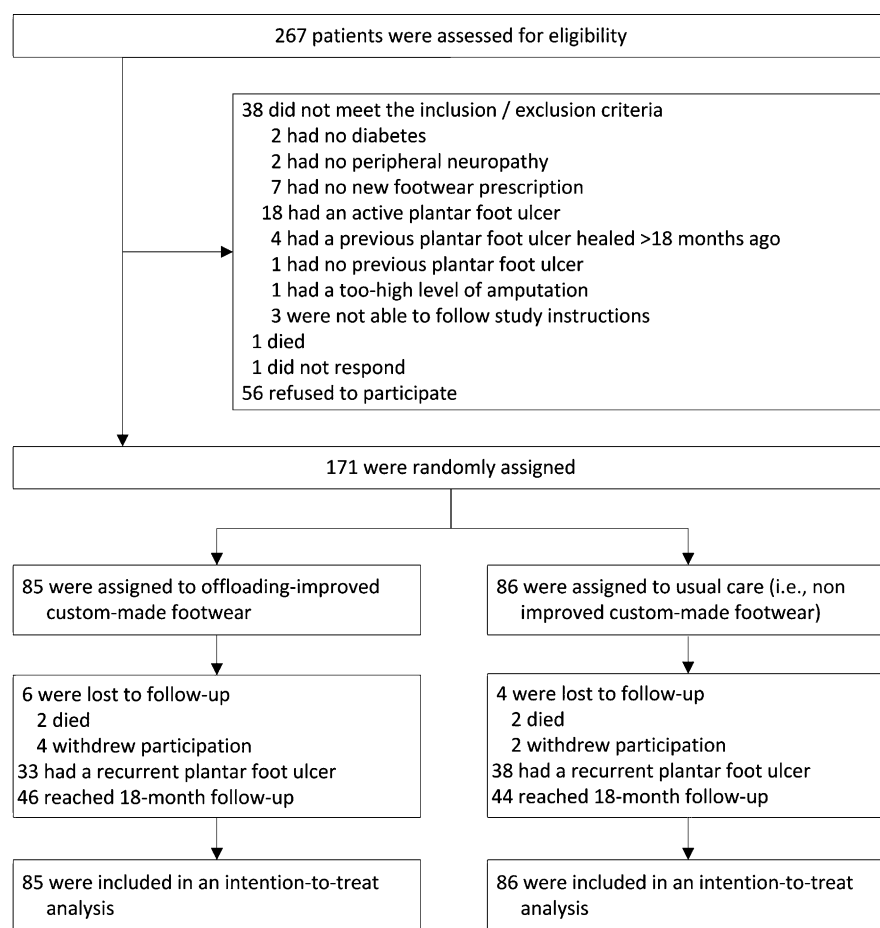 267 patients were assessed for eligibility
38 did not meet the inclusion / exclusion criteria
2 had no diabetes
2 had no peripheral neuropathy
7 had no new footwear prescription
18 had an active plantar foot ulcer
4 had a previous plantar foot ulcer healed >18 months ago
1 had no previous plantar foot ulcer
1 had a too-high level of amputation
3 were not able to follow study instructions
1 died
1 did not respond
56 refused to participate
171 were randomly assigned
85 were assigned to offloading-improved
custom-made footwear
86 were assigned to usual care (i.e., non
improved custom-made footwear)
6 were lost to follow-up
2 died
4 withdrew participation
33 had a recurrent plantar foot ulcer
46 reached 18-month follow-up
4 were lost to follow-up
2 died
2 withdrew participation
38 had a recurrent plantar foot ulcer
44 reached 18-month follow-up
85 were included in an intention-to-treat
analysis
86 were included in an intention-to-treat
analysis